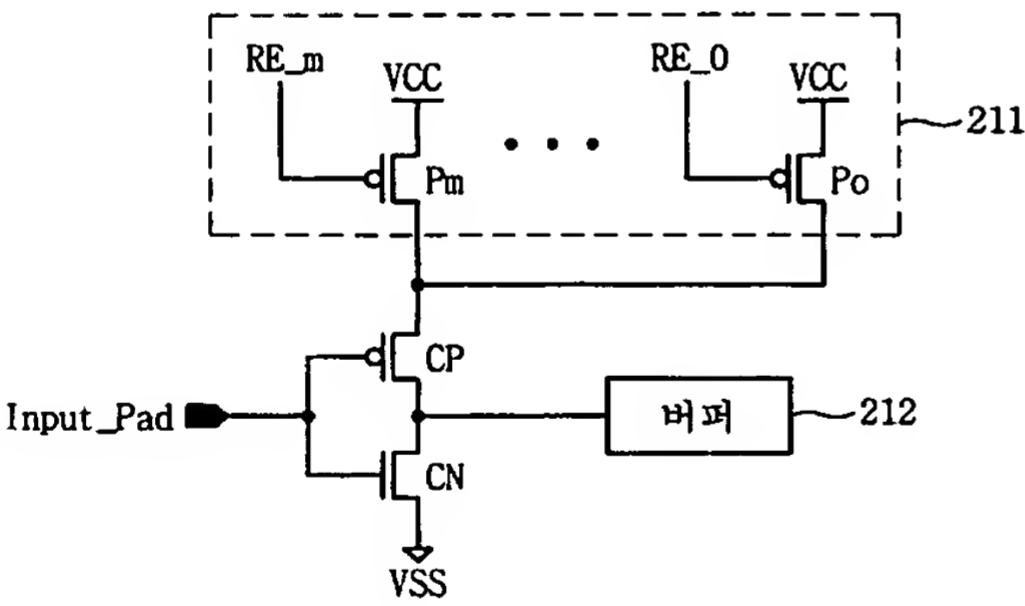 RE_m
VCC
RE_0
VCC
211
Pm
Po
CP
Input_Pad
버퍼
212
CN
VSS